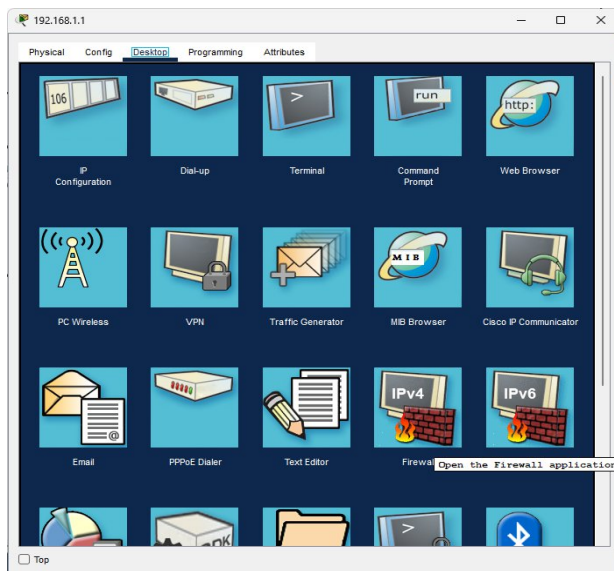 192.168.1.1
Physical Config Desktop Programming Attributes
106
>
run
http:
IP Configuration
Dial-up
Terminal
Command Prompt
Web Browser
MIB
PC Wireless
VPN
Traffic Generator
MIB Browser
Cisco IP Communicator
@
IPv4
IPv6
Email
PPPoE Dialer
Text Editor
Firewall
Open the Firewall application
>
Top